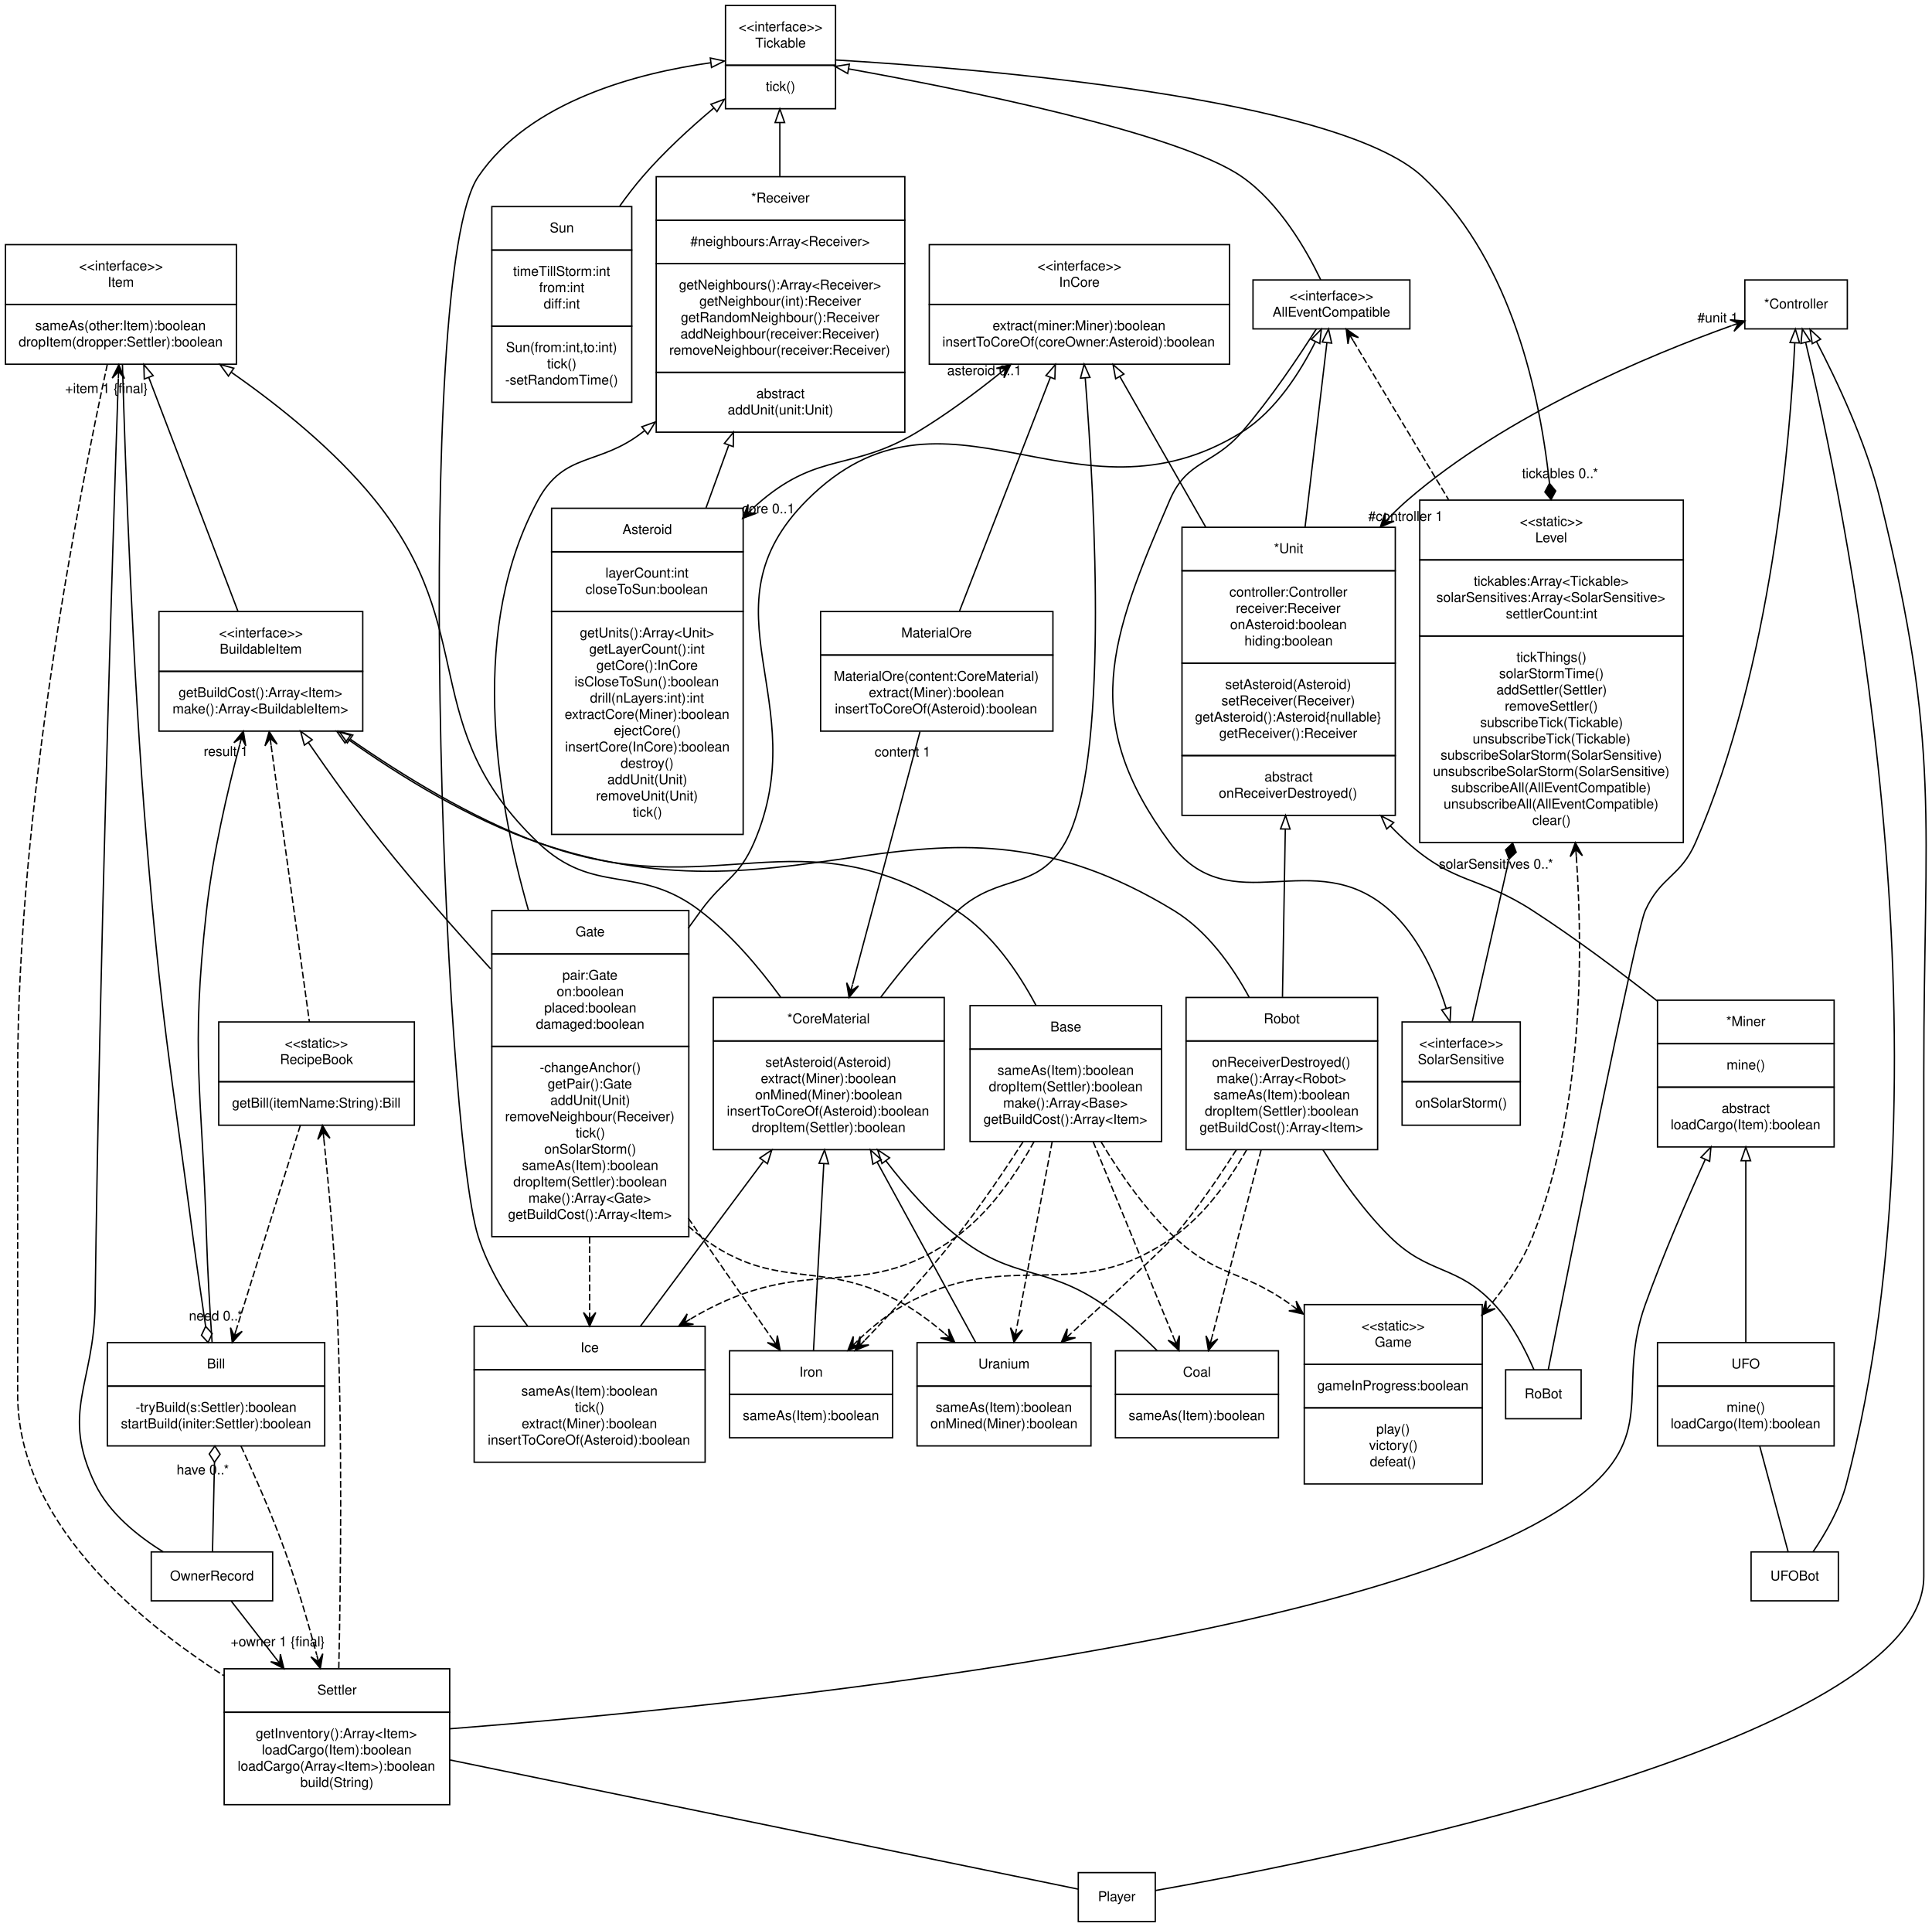 <<interface>>
Tickable
tick()
*Receiver
#neighbours:Array<Receiver>
getNeighbours():Array<Receiver>
getNeighbour(int):Receiver
getRandomNeighbour():Receiver
addNeighbour(receiver:Receiver)
removeNeighbour(receiver:Receiver)
abstract
addUnit(unit:Unit)
Sun
timeTillStorm:int
from:int
diff:int
Sun(from:int,to:int)
tick()
-setRandomTime()
<<interface>>
Item
sameAs(other:Item):boolean
dropItem(dropper:Settler):boolean
<<interface>>
InCore
extract(miner:Miner):boolean
insertToCoreOf(coreOwner:Asteroid):boolean
<<interface>>
AllEventCompatible
*Controller
#unit 1
asteroid 0..1
+item 1 {final}
tickables 0..*
core 0..1
#controller 1
Asteroid
layerCount:int
closeToSun:boolean
getUnits():Array<Unit>
getLayerCount():int
getCore():InCore
isCloseToSun():boolean
drill(nLayers:int):int
extractCore(Miner):boolean
ejectCore()
insertCore(InCore):boolean
destroy()
addUnit(Unit)
removeUnit(Unit)
tick()
*Unit
controller:Controller
receiver:Receiver
onAsteroid:boolean
hiding:boolean
setAsteroid(Asteroid)
setReceiver(Receiver)
getAsteroid():Asteroid{nullable}
getReceiver():Receiver
abstract
onReceiverDestroyed()
<<static>>
Level
tickables:Array<Tickable>
solarSensitives:Array<SolarSensitive>
settlerCount:int
tickThings()
solarStormTime()
addSettler(Settler)
removeSettler()
subscribeTick(Tickable)
unsubscribeTick(Tickable)
subscribeSolarStorm(SolarSensitive)
unsubscribeSolarStorm(SolarSensitive)
subscribeAll(AllEventCompatible)
unsubscribeAll(AllEventCompatible)
clear()
<<interface>>
BuildableItem
getBuildCost():Array<Item>
make():Array<BuildableItem>
MaterialOre
MaterialOre(content:CoreMaterial)
extract(Miner):boolean
insertToCoreOf(Asteroid):boolean
result 1
content 1
solarSensitives 0..*
Gate
pair:Gate
on:boolean
placed:boolean
damaged:boolean
-changeAnchor()
getPair():Gate
addUnit(Unit)
removeNeighbour(Receiver)
tick()
onSolarStorm()
sameAs(Item):boolean
dropItem(Settler):boolean
make():Array<Gate>
getBuildCost():Array<Item>
*CoreMaterial
setAsteroid(Asteroid)
extract(Miner):boolean
onMined(Miner):boolean
insertToCoreOf(Asteroid):boolean
dropItem(Settler):boolean
Base
sameAs(Item):boolean
dropItem(Settler):boolean
make():Array<Base>
getBuildCost():Array<Item>
Robot
onReceiverDestroyed()
make():Array<Robot>
sameAs(Item):boolean
dropItem(Settler):boolean
getBuildCost():Array<Item>
<<interface>>
SolarSensitive
onSolarStorm()
*Miner
mine()
abstract
loadCargo(Item):boolean
<<static>>
RecipeBook
getBill(itemName:String):Bill
need 0..*
Bill
-tryBuild(s:Settler):boolean
startBuild(initer:Settler):boolean
have 0..*
Ice
sameAs(Item):boolean
tick()
extract(Miner):boolean
insertToCoreOf(Asteroid):boolean
Iron
sameAs(Item):boolean
Uranium
sameAs(Item):boolean
onMined(Miner):boolean
Coal
sameAs(Item):boolean
<<static>>
Game
gameInProgress:boolean
play()
victory()
defeat()
RoBot
UFO
mine()
loadCargo(Item):boolean
OwnerRecord
UFOBot
+owner 1 {final}
Settler
getInventory():Array<Item>
loadCargo(Item):boolean
loadCargo(Array<Item>):boolean
build(String)
Player